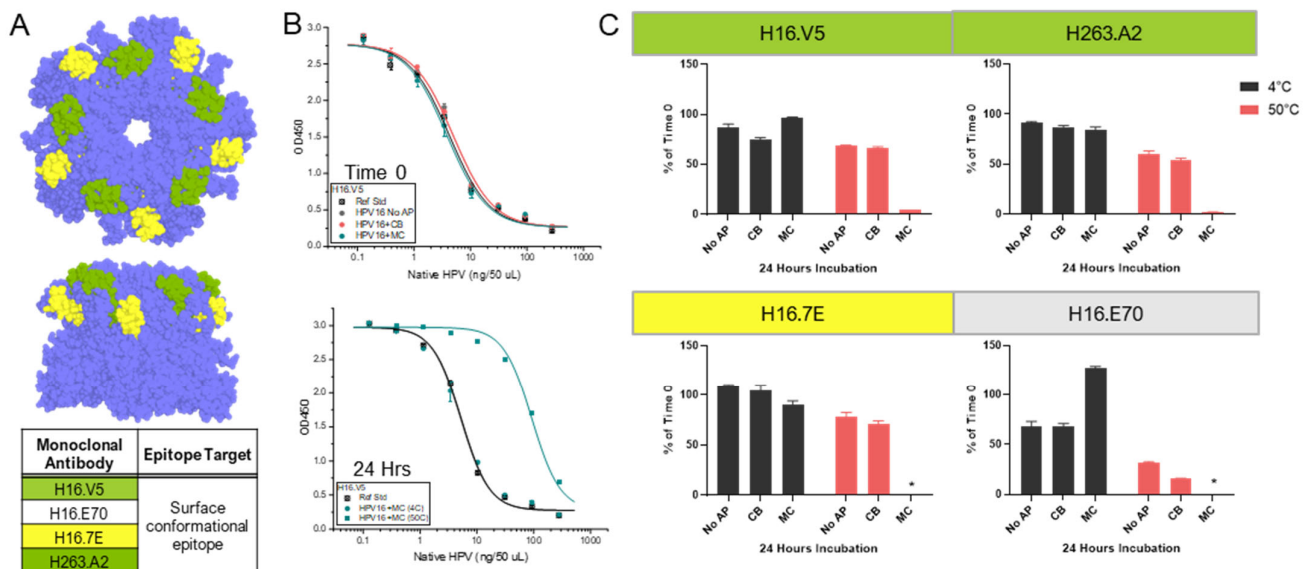 A
Monoclonal Antibody
Epitope Target
H16.V5
H16.E70
H16.7E
H263.A2
Surface conformational epitope
B
3.0
2.5
2.0
1.5
1.0
0.5
0.0
OD450
Time 0
H16.V5
Ref Std
HPV16 No AP
HPV16+CB
HPV16+MC
0.1
1
10
100
1000
Native HPV (ng/50 uL)
3.0
2.5
2.0
1.5
1.0
0.5
0.0
OD450
24 Hrs
H16.V5
Ref Std
HPV16+MC (4C)
HPV16+MC (50C)
0.1
1
10
100
1000
Native HPV (ng/50 uL)
C
H16.V5
H263.A2
150
100
50
0
% of Time 0
No AP
CB
MC
No AP
CB
MC
24 Hours Incubation
150
100
50
0
% of Time 0
No AP
CB
MC
No AP
CB
MC
24 Hours Incubation
4°C
50°C
H16.7E
H16.E70
150
100
50
0
% of Time 0
*
No AP
CB
MC
No AP
CB
MC
24 Hours Incubation
150
100
50
0
% of Time 0
*
No AP
CB
MC
No AP
CB
MC
24 Hours Incubation